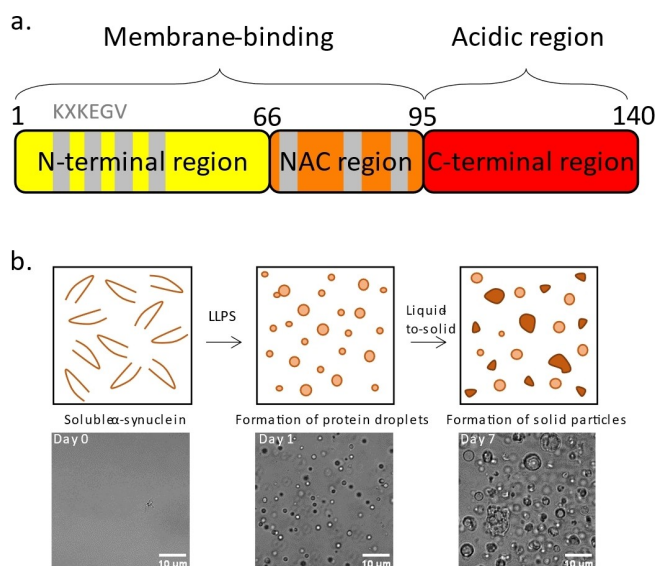 a.
Membrane-binding
Acidic region
1
KXKEGV
66
95
140
N-terminal region
NAC region
C-terminal region
b.
LLPS
Liquid-
to-solid
Soluble α-synuclein
Formation of protein droplets
Formation of solid particles
Day 0
Day 1
Day 7
10 µm
10 µm
10 µm